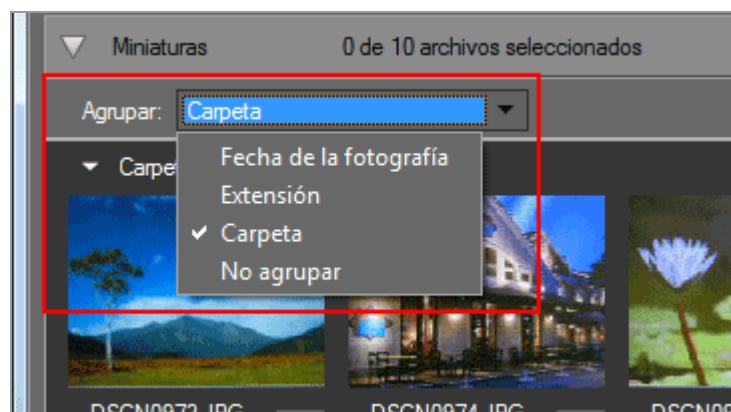 Miniaturas 0 de 10 archivos seleccionados
Agrupar: Carpeta
Fecha de la fotografía
Extensión
Carpeta
No agrupar